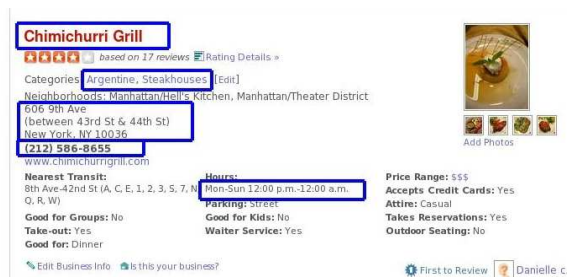 Chimichurri Grill
based on 17 reviews Rating Details »
Categories: Argentine, Steakhouses [Edit]
Neighborhoods: Manhattan/Hell's Kitchen, Manhattan/Theater District
606 9th Ave
(between 43rd St & 44th St)
New York, NY 10036
(212) 586-8655
www.chimichurrigrill.com
Add Photos
Nearest Transit:
8th Ave-42nd St (A, C, E, 1, 2, 3, S, 7, N,
Q, R, W)
Good for Groups: No
Take-out: Yes
Good for: Dinner
Hours:
Mon-Sun 12:00 p.m.-12:00 a.m.
Parking: Street
Good for Kids: No
Waiter Service: Yes
Price Range: $$$
Accepts Credit Cards: Yes
Attire: Casual
Takes Reservations: Yes
Outdoor Seating: No
Edit Business Info Is this your business?
First to Review Danielle c